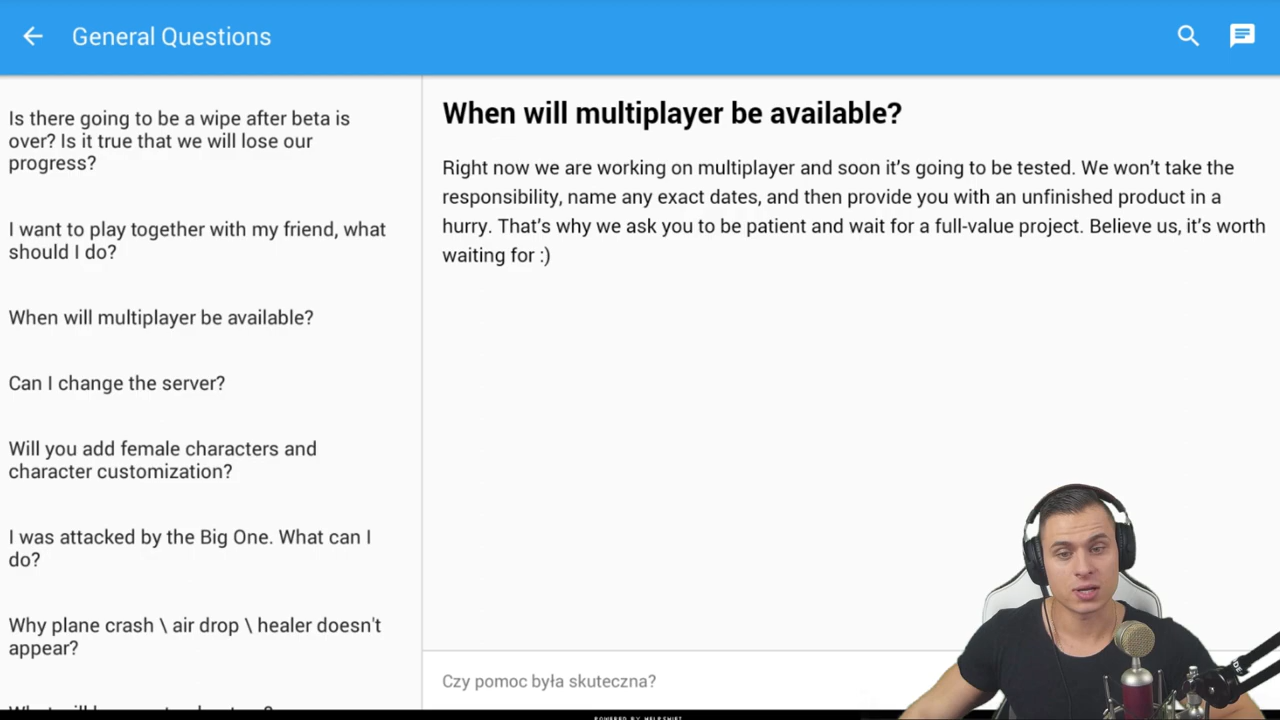 General Questions
Is there going to be a wipe after beta is
over? Is it true that we will lose our
progress?
I want to play together with my friend, what
should I do?
When will multiplayer be available?
Can I change the server?
Will you add female characters and
character customization?
I was attacked by the Big One. What can I
do?
Why plane crash \ air drop \ healer doesn't
appear?
When will multiplayer be available?
Right now we are working on multiplayer and soon it's going to be tested. We won't take the
responsibility, name any exact dates, and then provide you with an unfinished product in a
hurry. That's why we ask you to be patient and wait for a full-value project. Believe us, it's worth
waiting for :)
Czy pomoc była skuteczna?
POWERED BY HELPSHIFT